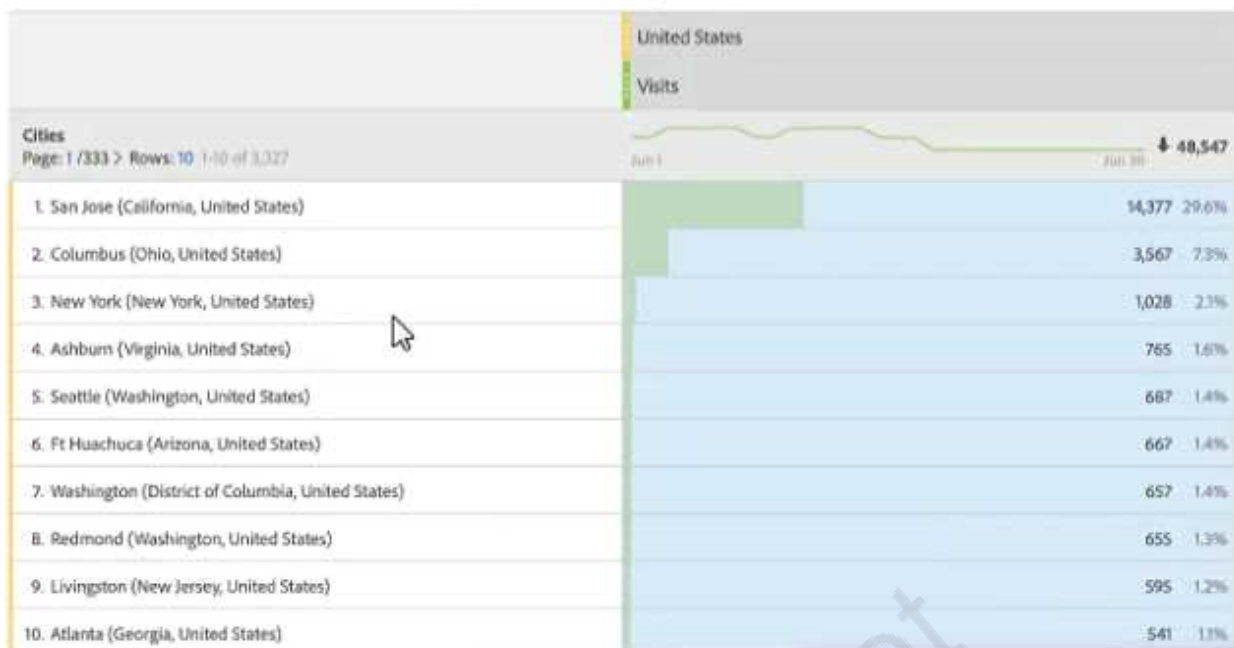 United States
Visits
Cities
Page: 1 / 333 > Rows: 10 1-10 of 3,327
Jun 1 Jun 30 48,547
1. San Jose (California, United States) 14,377 29.6%
2. Columbus (Ohio, United States) 3,567 7.3%
3. New York (New York, United States) 1,028 2.1%
4. Ashburn (Virginia, United States) 765 1.6%
5. Seattle (Washington, United States) 687 1.4%
6. Ft Huachuca (Arizona, United States) 667 1.4%
7. Washington (District of Columbia, United States) 657 1.4%
8. Redmond (Washington, United States) 655 1.3%
9. Livingston (New Jersey, United States) 595 1.2%
10. Atlanta (Georgia, United States) 541 1.1%